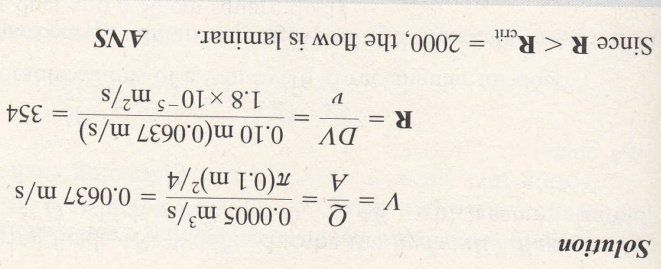 Solution
V = Q/A = 0.0005 m³/s / π(0.1 m)²/4 = 0.0637 m/s
R = DV/ν = 0.10 m(0.0637 m/s) / 1.8 × 10⁻⁵ m²/s = 354
Since R < R_crit = 2000, the flow is laminar. ANS